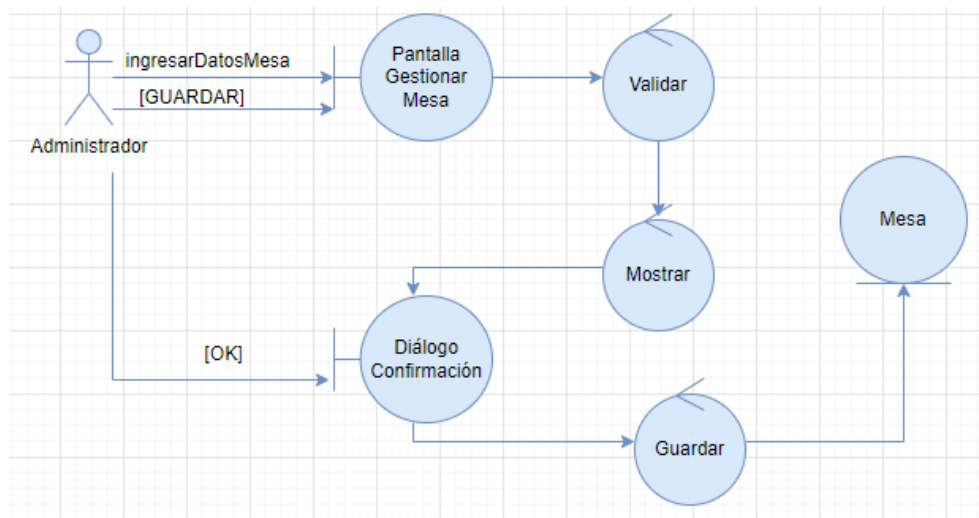 ingresarDatosMesa
[GUARDAR]
Administrador
Pantalla
Gestionar
Mesa
Validar
Mesa
Mostrar
[OK]
Diálogo
Confirmación
Guardar